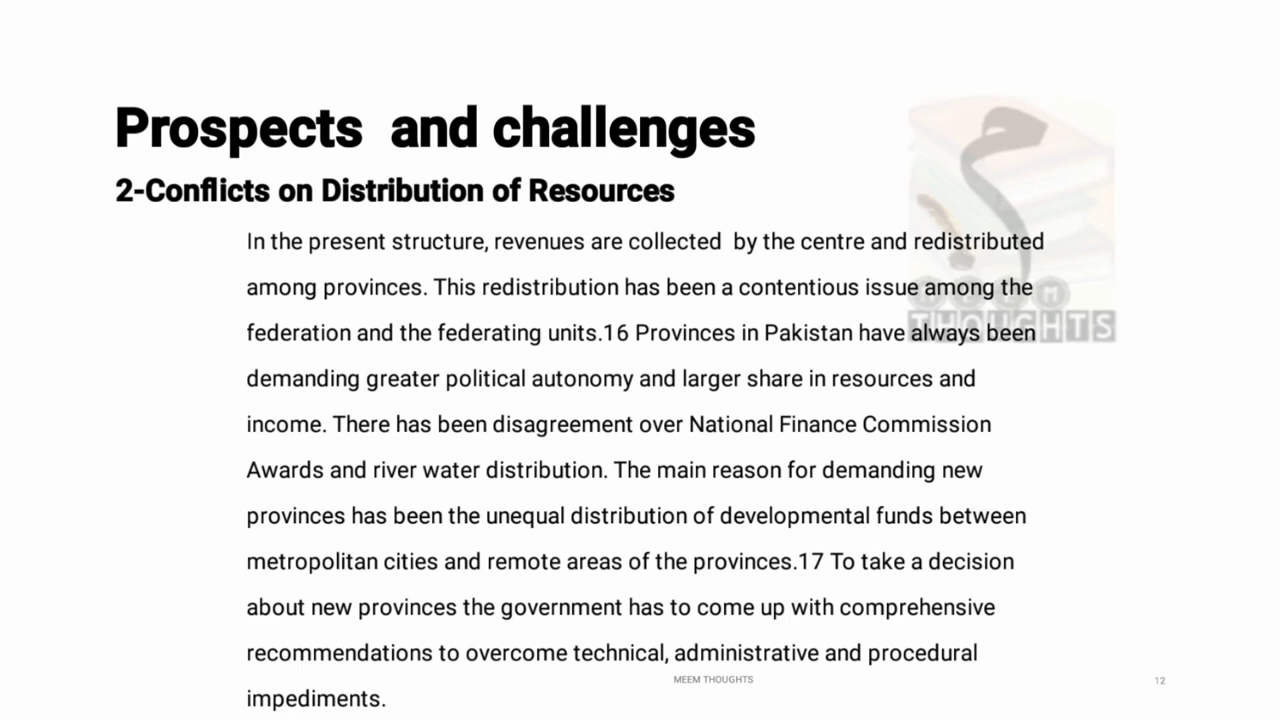 Prospects  and challenges
2-Conflicts on Distribution of Resources
In the present structure, revenues are collected  by the centre and redistributed
among provinces. This redistribution has been a contentious issue among the
federation and the federating units.16 Provinces in Pakistan have always been
demanding greater political autonomy and larger share in resources and
income. There has been disagreement over National Finance Commission
Awards and river water distribution. The main reason for demanding new
provinces has been the unequal distribution of developmental funds between
metropolitan cities and remote areas of the provinces.17 To take a decision
about new provinces the government has to come up with comprehensive
recommendations to overcome technical, administrative and procedural
impediments.
MEEM
THOUGHTS
MEEM THOUGHTS
12